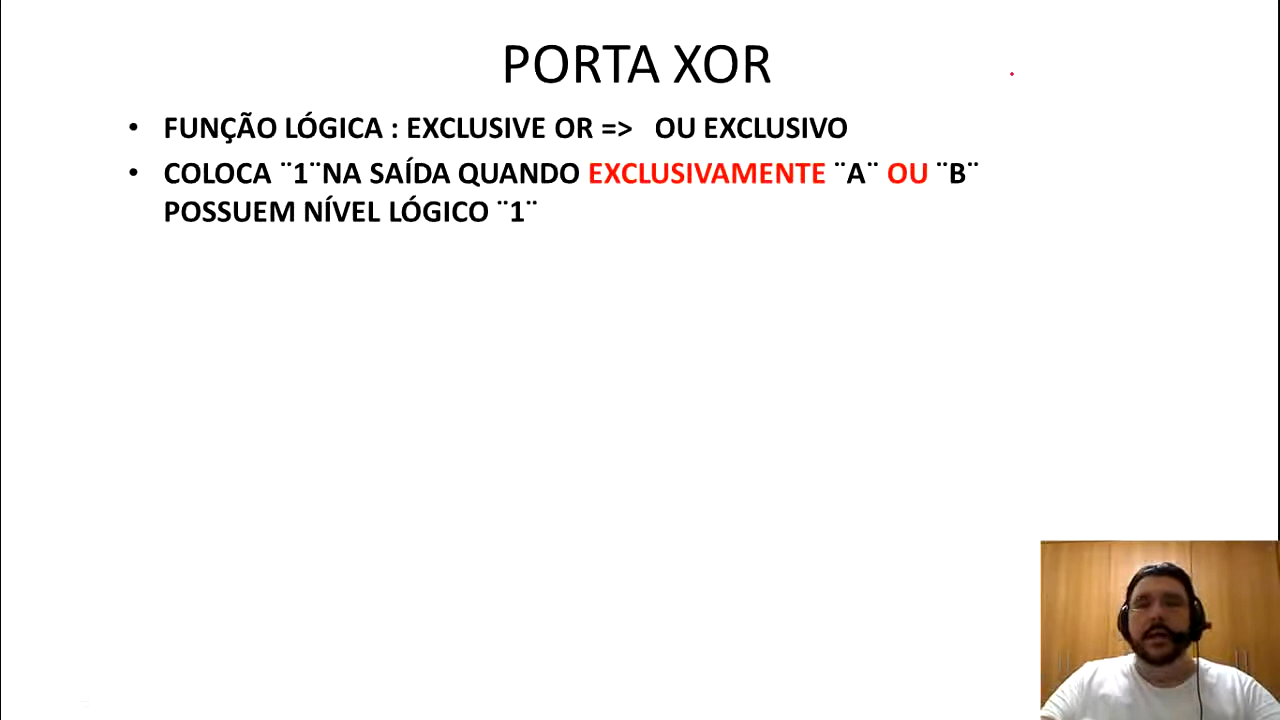 PORTA XOR
• FUNÇÃO LÓGICA : EXCLUSIVE OR => OU EXCLUSIVO
• COLOCA ¨1¨NA SAÍDA QUANDO EXCLUSIVAMENTE ¨A¨ OU ¨B¨
POSSUEM NÍVEL LÓGICO ¨1¨